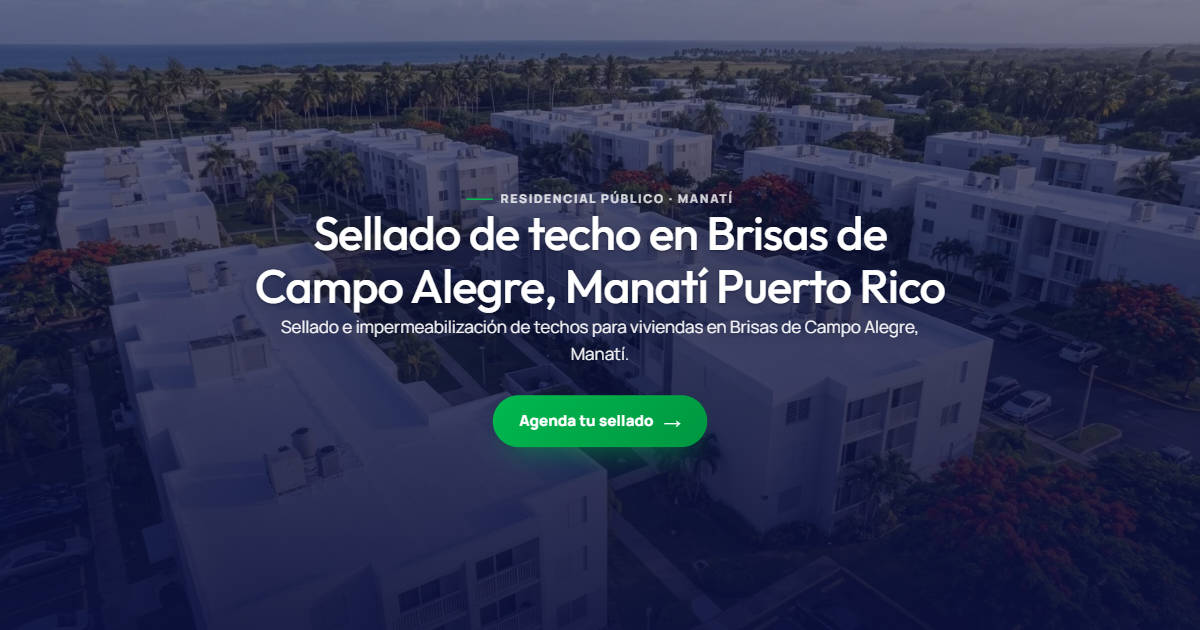 RESIDENCIAL PÚBLICO · MANATÍ
Sellado de techo en Brisas de
Campo Alegre, Manatí Puerto Rico
Sellado e impermeabilización de techos para viviendas en Brisas de Campo Alegre,
Manatí.
Agenda tu sellado →